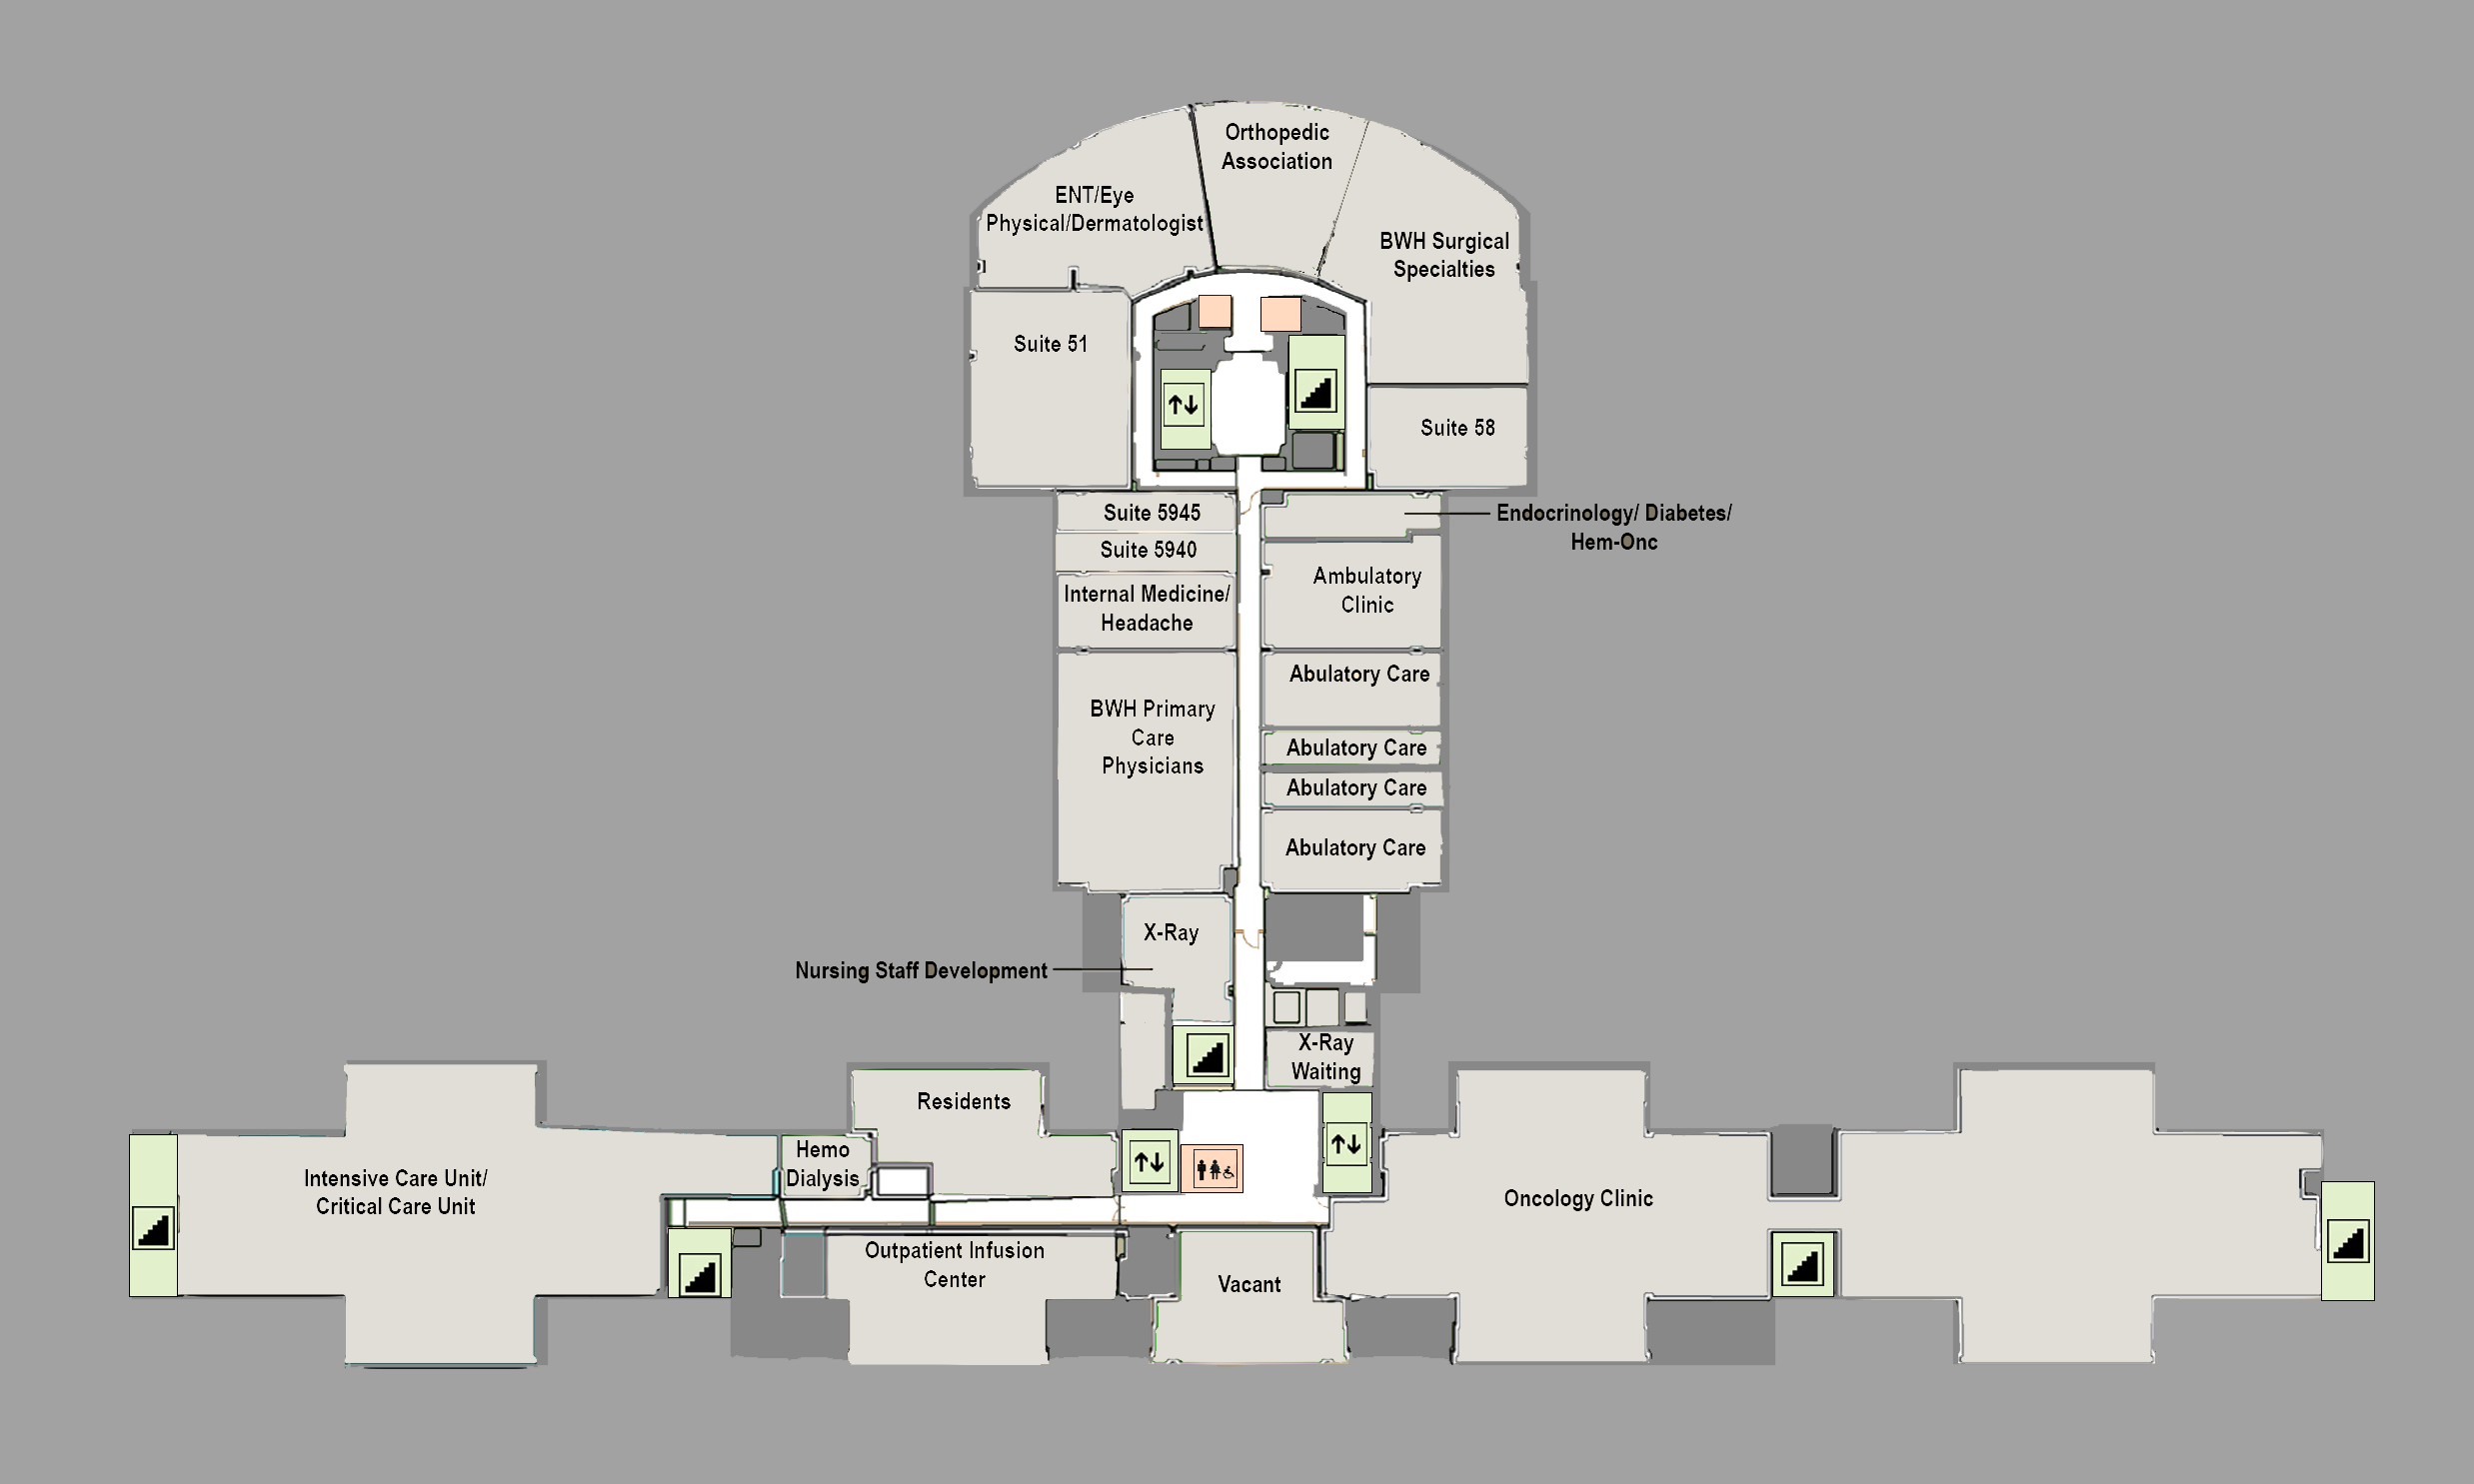 Orthopedic
Association
ENT/Eye
Physical/Dermatologist
BWH Surgical
Specialties
Suite 51
Suite 58
Suite 5945
Endocrinology/ Diabetes/
Hem-Onc
Suite 5940
Ambulatory
Clinic
Internal Medicine/
Headache
Abulatory Care
BWH Primary
Care
Physicians
Abulatory Care
Abulatory Care
Abulatory Care
X-Ray
Nursing Staff Development
X-Ray
Waiting
Residents
Hemo
Dialysis
Intensive Care Unit/
Critical Care Unit
Oncology Clinic
Outpatient Infusion
Center
Vacant